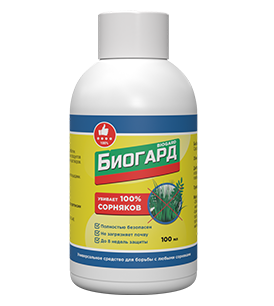 100%
BIOGARD
БИОГАРД
УБИВАЕТ 100%
СОРНЯКОВ
Полностью безопасен
Не загрязняет почву
До 8 недель защиты
100 мл
Универсальное средство для борьбы с любыми сорняками